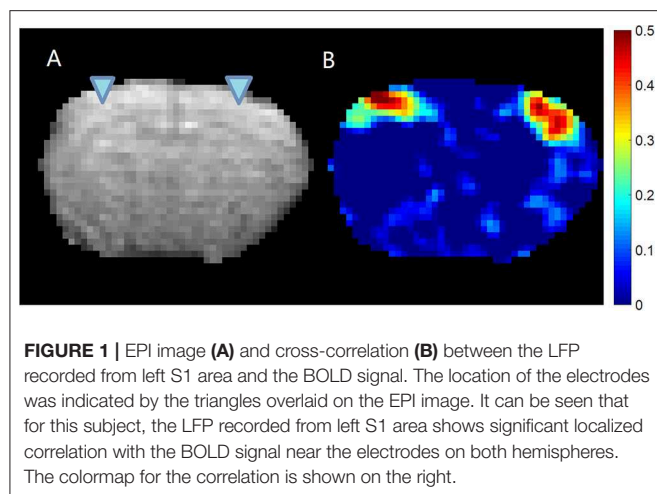 A
B
0.5
0.4
0.3
0.2
0.1
0
FIGURE 1 | EPI image (A) and cross-correlation (B) between the LFP
recorded from left S1 area and the BOLD signal. The location of the electrodes
was indicated by the triangles overlaid on the EPI image. It can be seen that
for this subject, the LFP recorded from left S1 area shows significant localized
correlation with the BOLD signal near the electrodes on both hemispheres.
The colormap for the correlation is shown on the right.